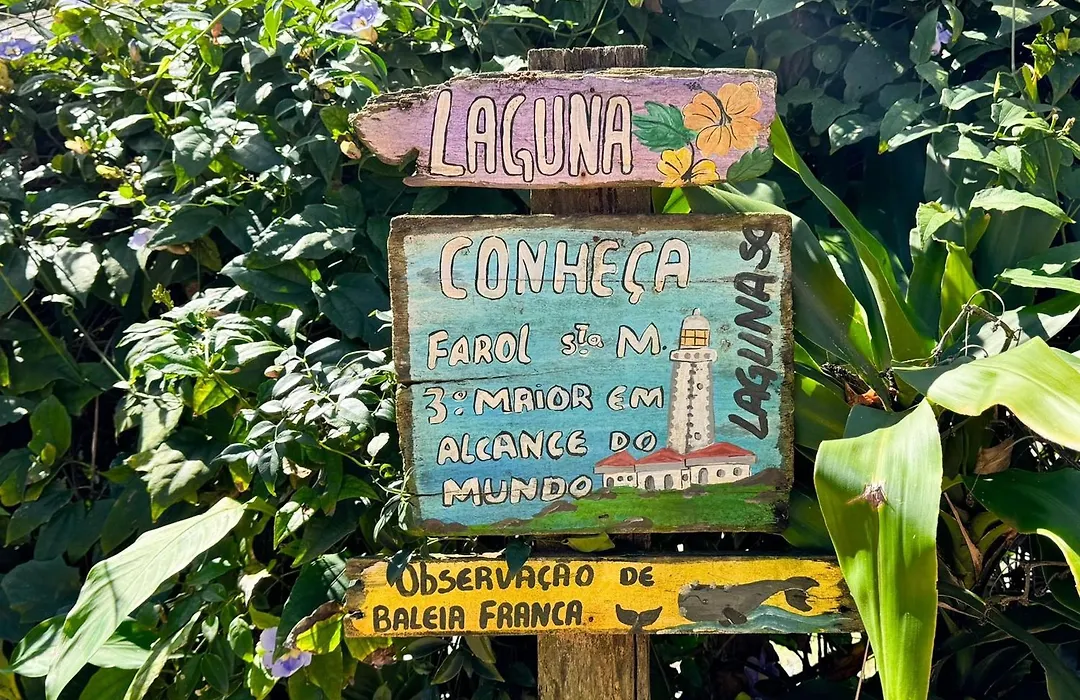 LAGUNA
CONHEÇA
FAROL sta M.
3º MAIOR EM
ALCANCE DO
MUNDO
LAGUNA SC
OBSERVAÇÃO DE
BALEIA FRANCA.